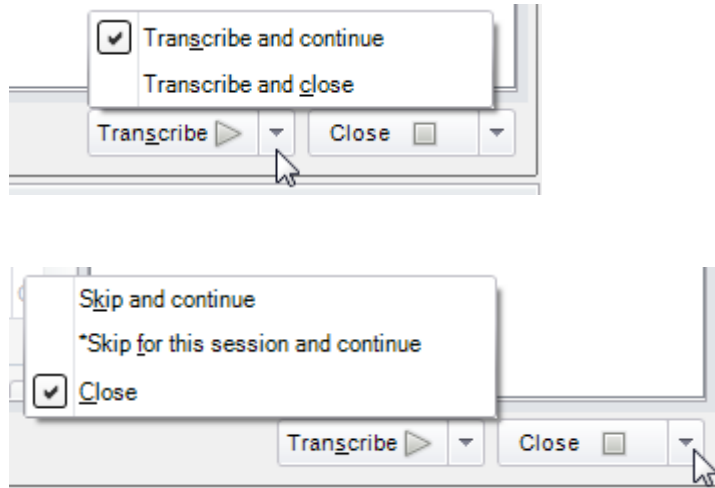 Transcribe and continue
Transcribe and close
Transcribe Close
Skip and continue
*Skip for this session and continue
Close
Transcribe Close